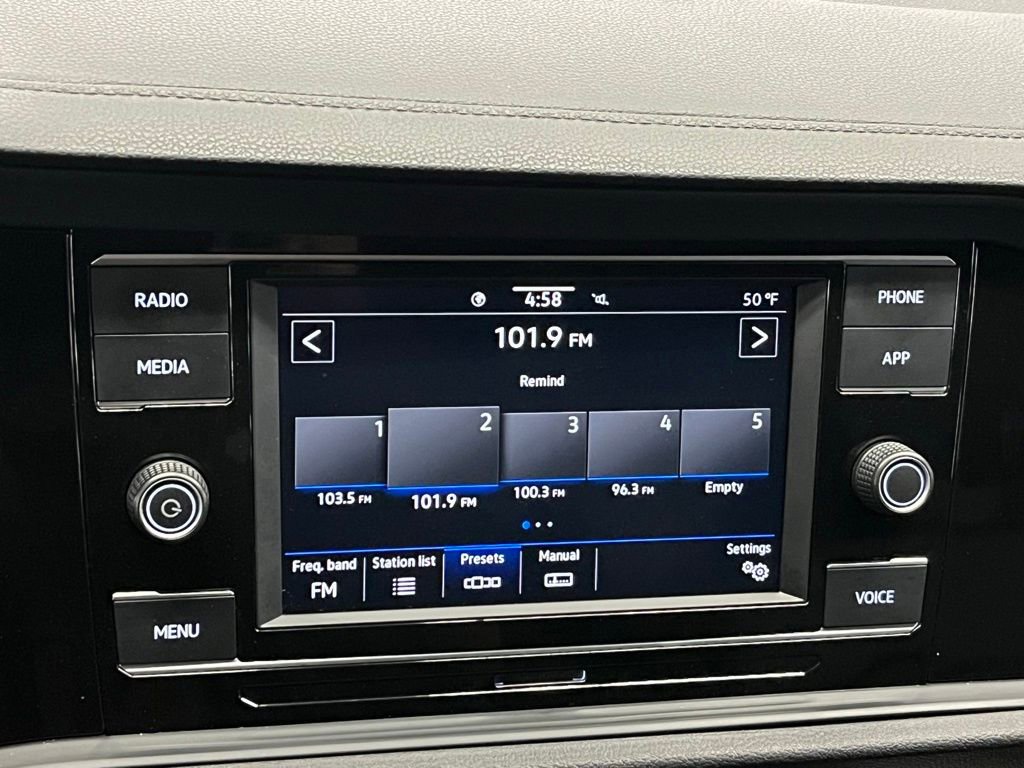 RADIO
MEDIA
MENU
4:58
50 °F
<
101.9 FM
>
Remind
1
2
3
4
5
103.5 FM
101.9 FM
100.3 FM
96.3 FM
Empty
Freq. band
FM
Station list
Presets
Manual
Settings
PHONE
APP
VOICE